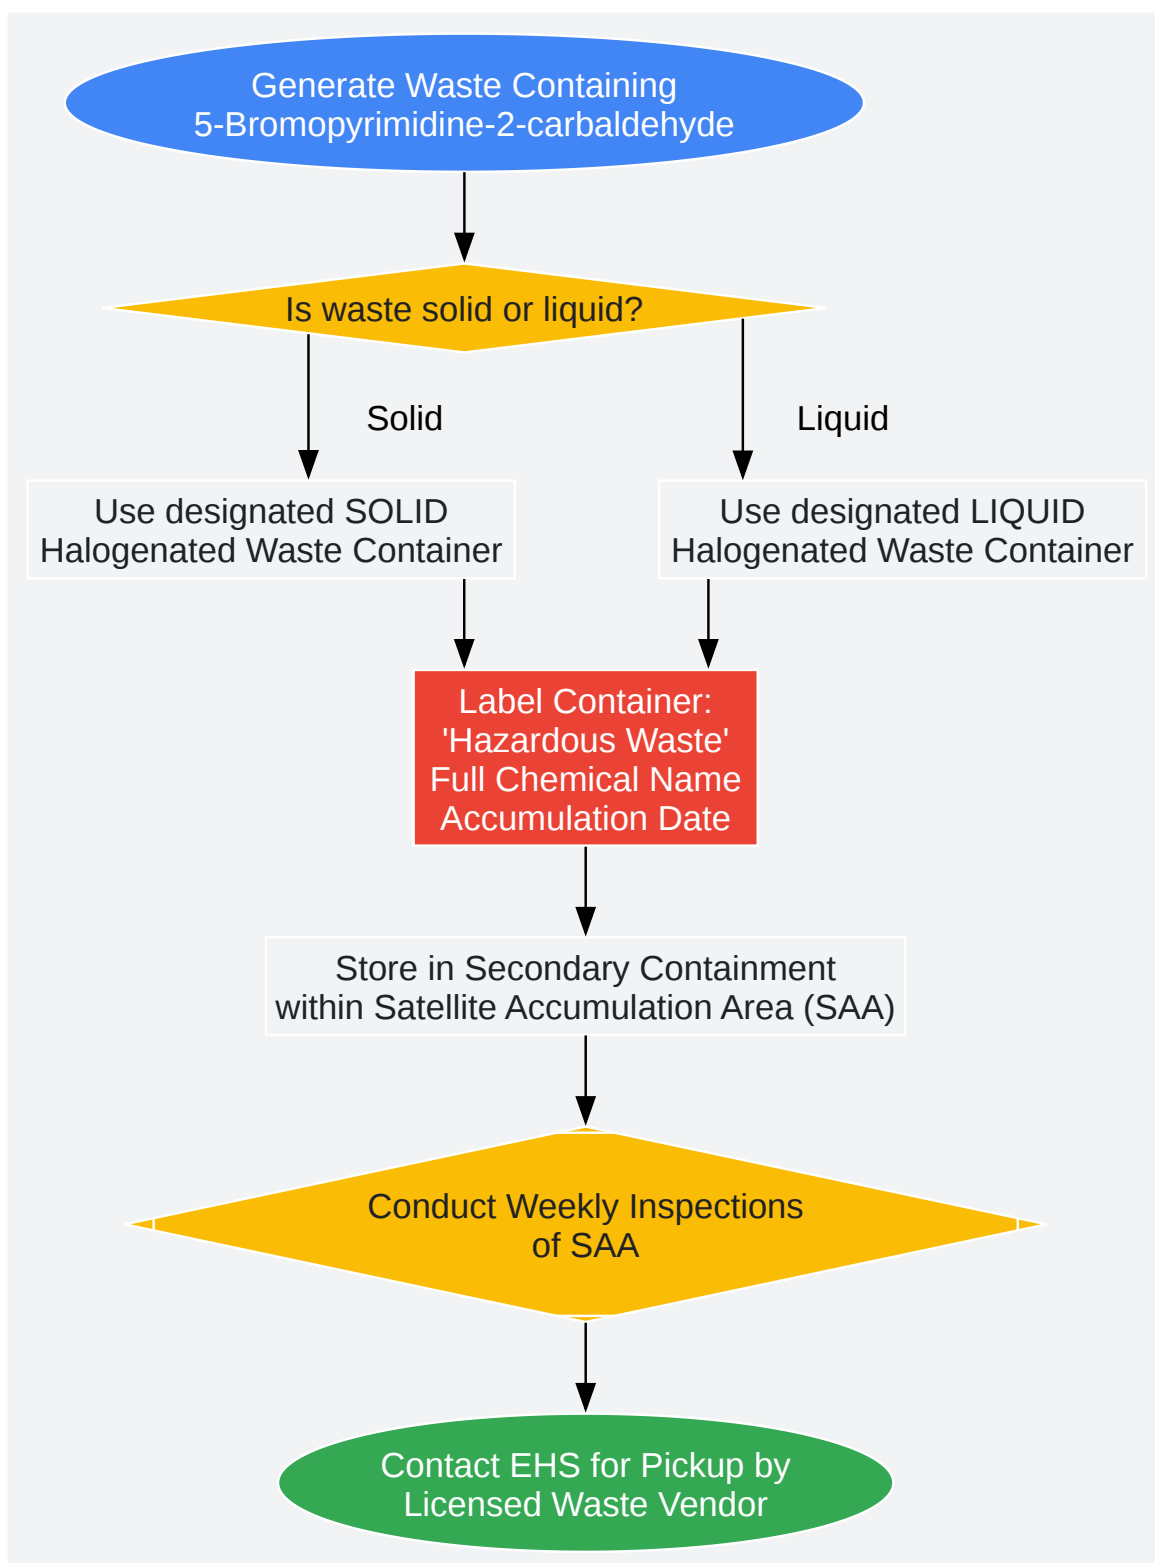 Generate Waste Containing
5-Bromopyrimidine-2-carbaldehyde
Is waste solid or liquid?
Solid
Liquid
Use designated SOLID
Halogenated Waste Container
Use designated LIQUID
Halogenated Waste Container
Label Container:
'Hazardous Waste'
Full Chemical Name
Accumulation Date
Store in Secondary Containment
within Satellite Accumulation Area (SAA)
Conduct Weekly Inspections
of SAA
Contact EHS for Pickup by
Licensed Waste Vendor